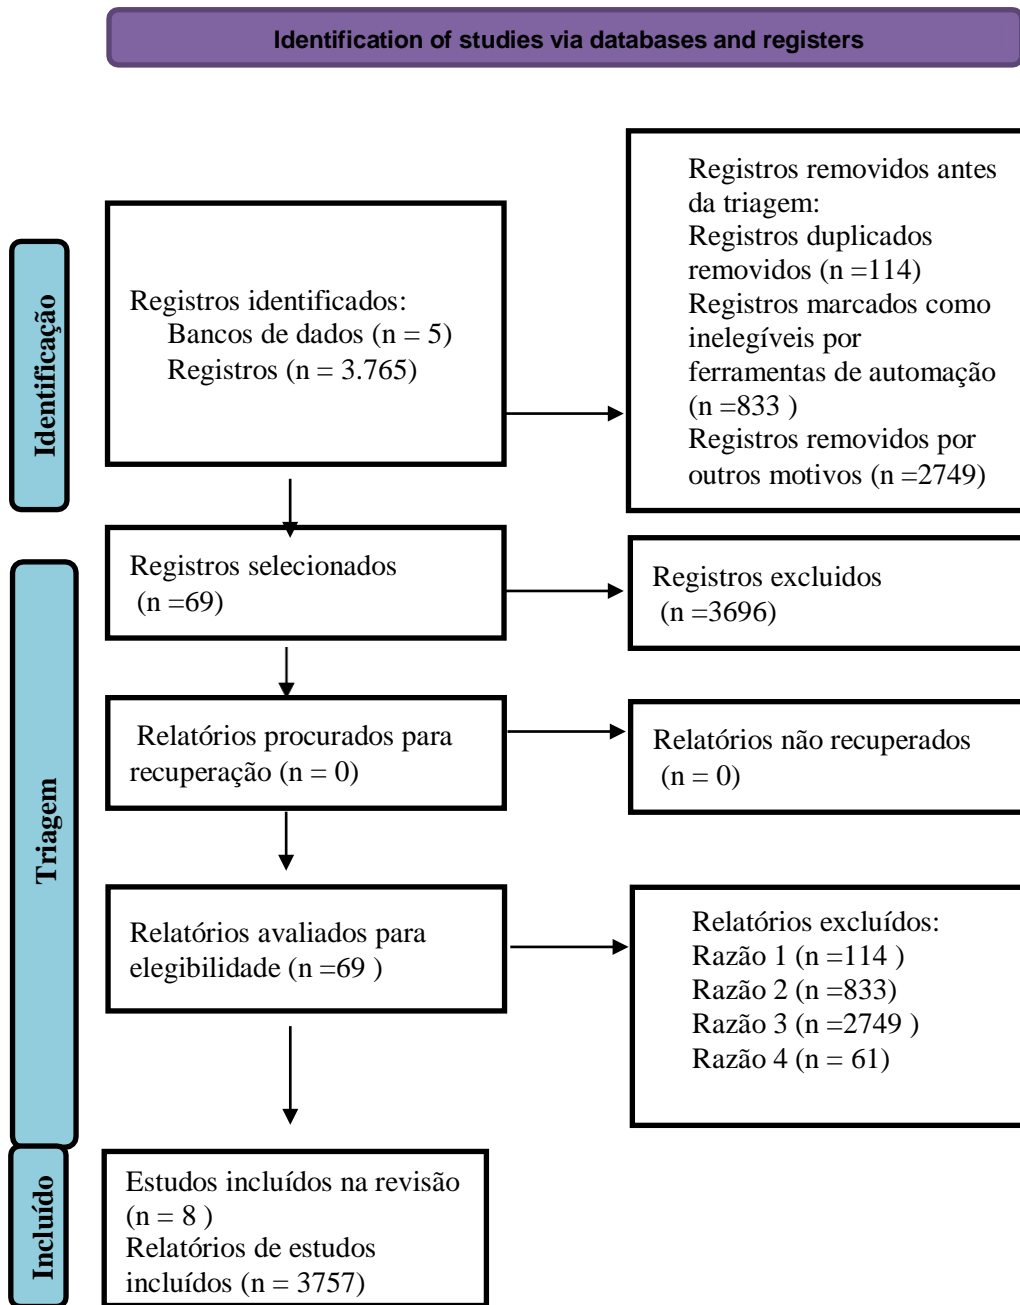 Identification of studies via databases and registers
Identificação
Registros identificados:
Bancos de dados (n = 5)
Registros (n = 3.765)
Registros removidos antes
da triagem:
Registros duplicados
removidos (n =114)
Registros marcados como
inelegíveis por
ferramentas de automação
(n =833 )
Registros removidos por
outros motivos (n =2749)
Triagem
Registros selecionados
(n =69)
Registros excluidos
(n =3696)
Relatórios procurados para
recuperação (n = 0)
Relatórios não recuperados
(n = 0)
Relatórios avaliados para
elegibilidade (n =69 )
Relatórios excluídos:
Razão 1 (n =114 )
Razão 2 (n =833)
Razão 3 (n =2749 )
Razão 4 (n = 61)
Incluído
Estudos incluídos na revisão
(n = 8 )
Relatórios de estudos
incluídos (n = 3757)